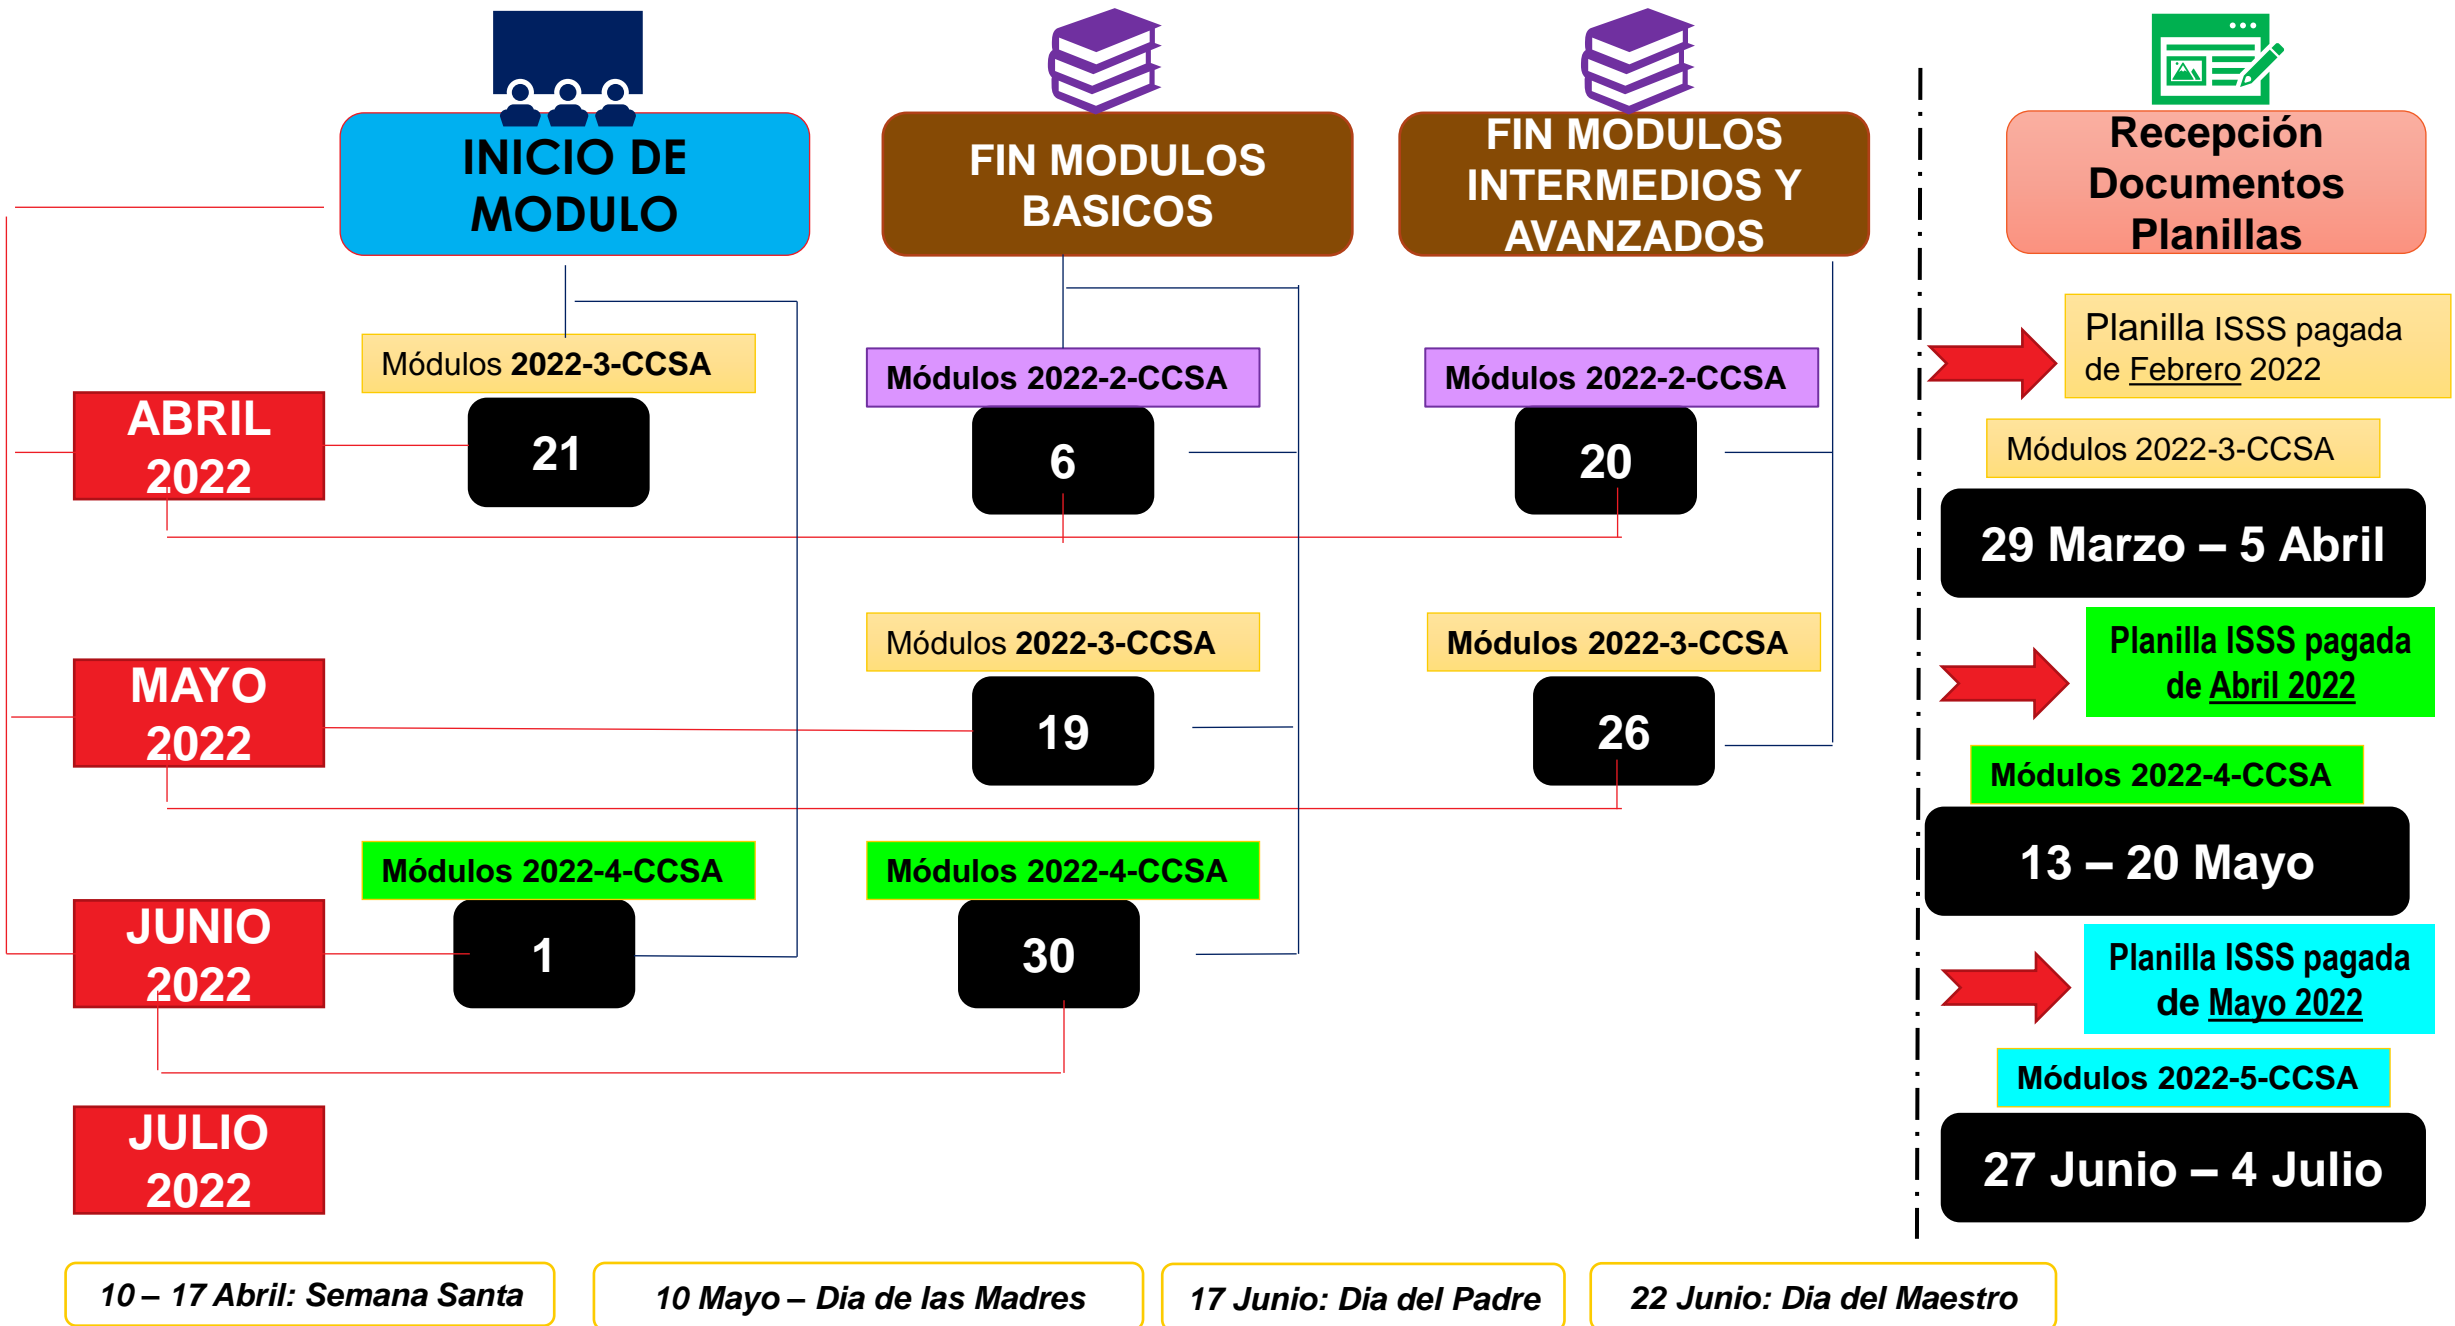 INICIO DE
MODULO
FIN MODULOS
BASICOS
FIN MODULOS
INTERMEDIOS Y
AVANZADOS
Recepción
Documentos
Planillas
ABRIL
2022
Módulos 2022-3-CCSA
21
Módulos 2022-2-CCSA
6
Módulos 2022-2-CCSA
20
Planilla ISSS pagada
de Febrero 2022
Módulos 2022-3-CCSA
29 Marzo – 5 Abril
MAYO
2022
Módulos 2022-3-CCSA
19
Módulos 2022-3-CCSA
26
Planilla ISSS pagada
de Abril 2022
Módulos 2022-4-CCSA
13 – 20 Mayo
JUNIO
2022
Módulos 2022-4-CCSA
1
Módulos 2022-4-CCSA
30
Planilla ISSS pagada
de Mayo 2022
Módulos 2022-5-CCSA
27 Junio – 4 Julio
JULIO
2022
10 – 17 Abril: Semana Santa
10 Mayo – Dia de las Madres
17 Junio: Dia del Padre
22 Junio: Dia del Maestro